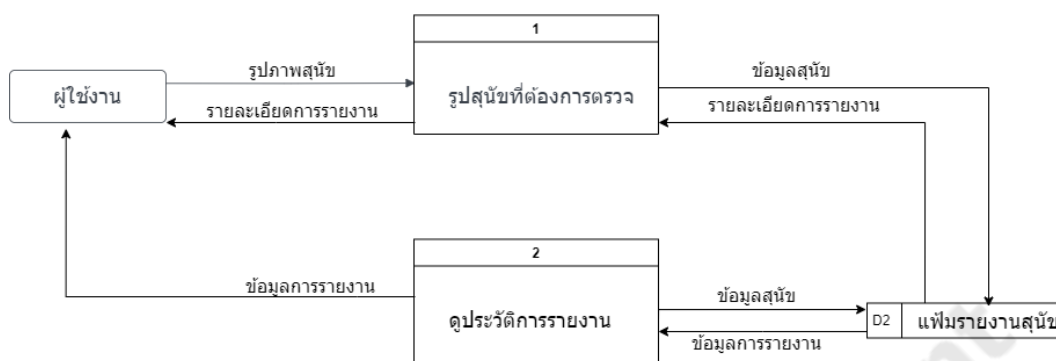 1
รูปภาพสุนัข
ข้อมูลสุนัข
ผู้ใช้งาน
รูปสุนัขที่ต้องการตรวจ
รายละเอียดการรายงาน
รายละเอียดการรายงาน
2
ข้อมูลการรายงาน
ข้อมูลสุนัข
ดูประวัติการรายงาน
D2
แฟ้มรายงานสุนัข
ข้อมูลการรายงาน